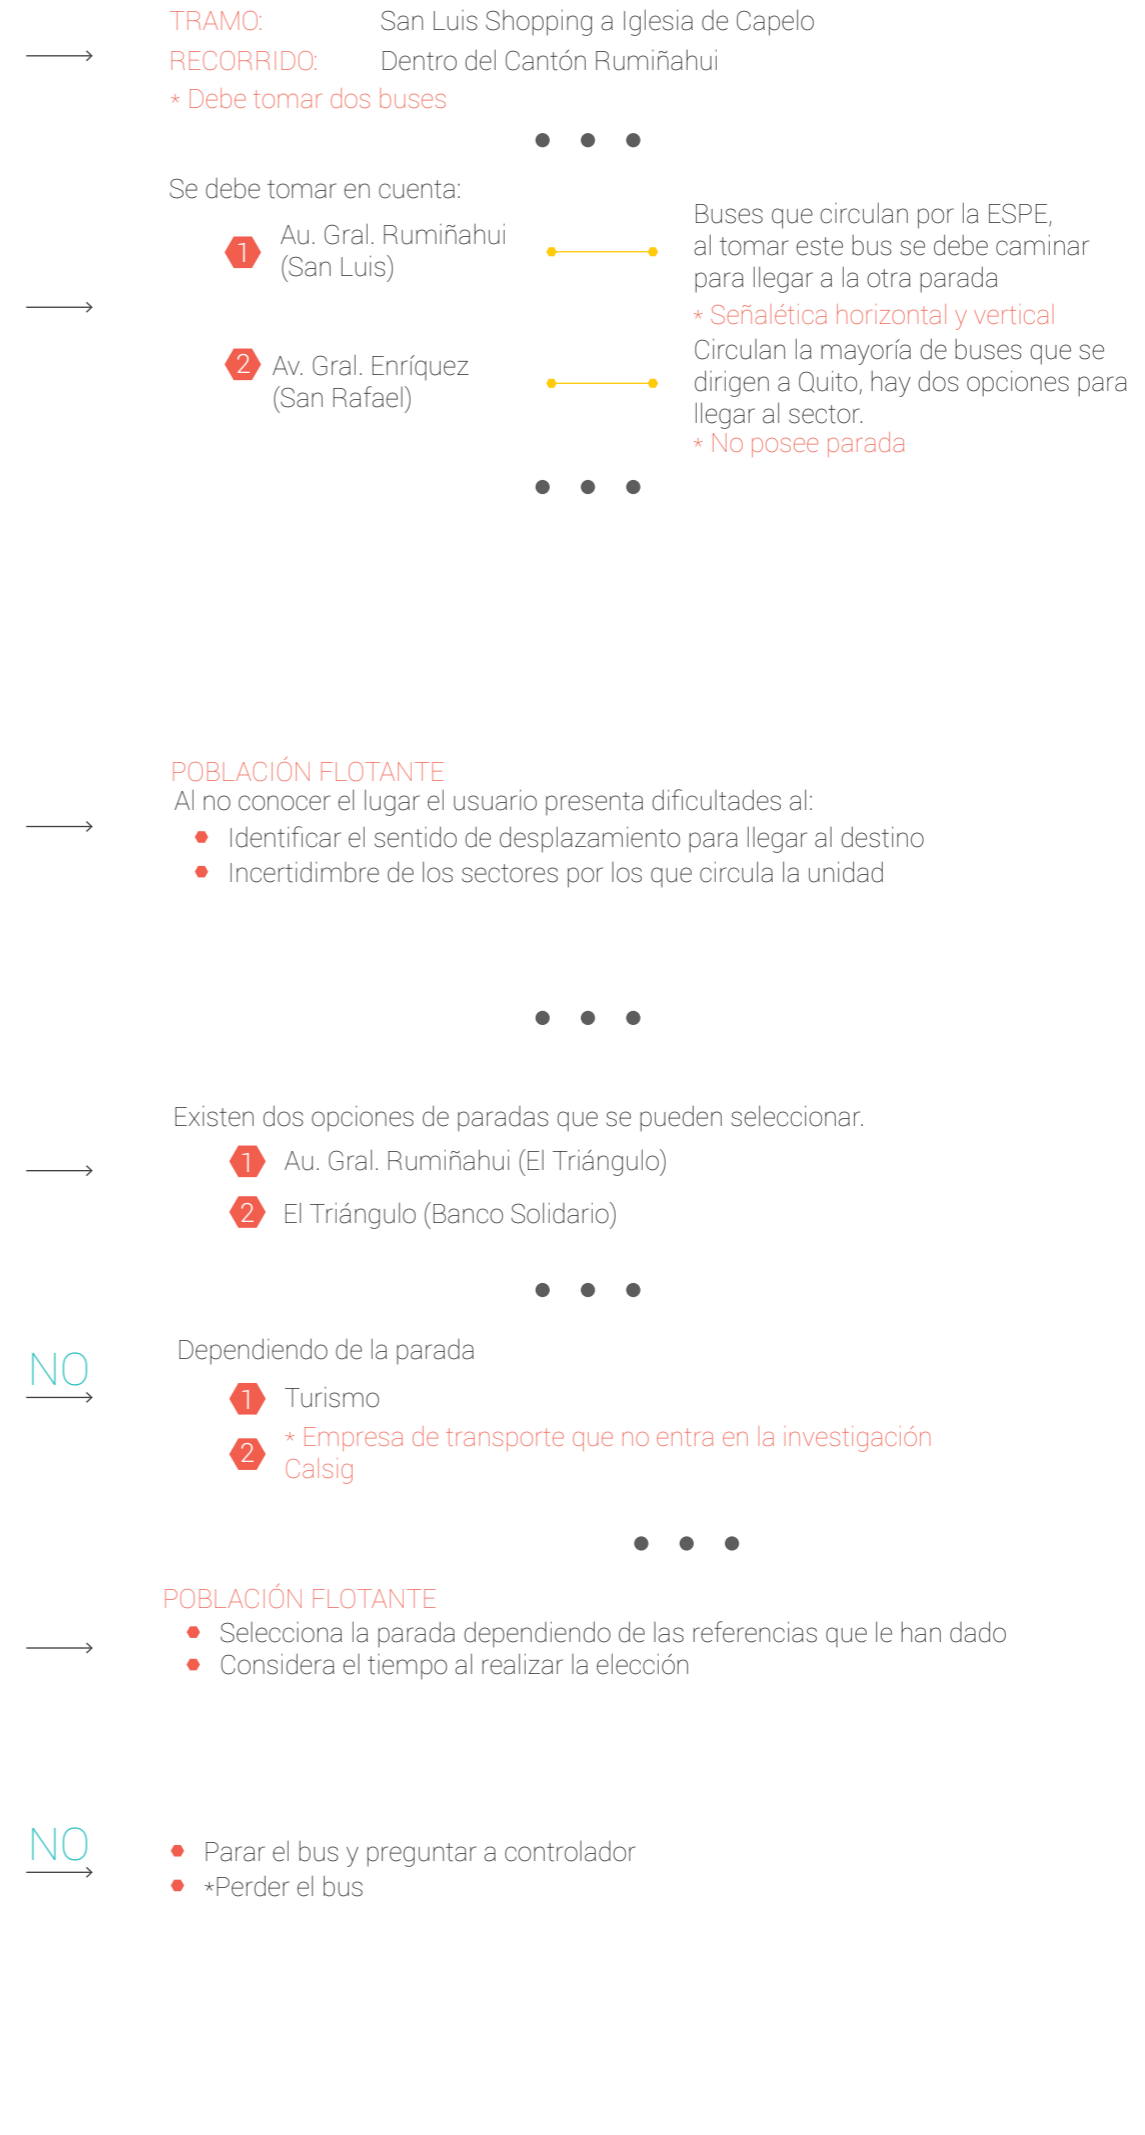 TRAMO: San Luis Shopping a Iglesia de Capelo
RECORRIDO: Dentro del Cantón Rumiñahui
* Debe tomar dos buses
Se debe tomar en cuenta:
1 Au. Gral. Rumiñahui
(San Luis)
Buses que circulan por la ESPE,
al tomar este bus se debe caminar
para llegar a la otra parada
* Señalética horizontal y vertical
2 Av. Gral. Enríquez
(San Rafael)
Circulan la mayoría de buses que se
dirigen a Quito, hay dos opciones para
llegar al sector.
* No posee parada
POBLACIÓN FLOTANTE
Al no conocer el lugar el usuario presenta dificultades al:
Identificar el sentido de desplazamiento para llegar al destino
Incertidimbre de los sectores por los que circula la unidad
Existen dos opciones de paradas que se pueden seleccionar.
1 Au. Gral. Rumiñahui (El Triángulo)
2 El Triángulo (Banco Solidario)
NO
Dependiendo de la parada
1 Turismo
2 * Empresa de transporte que no entra en la investigación
Calsig
POBLACIÓN FLOTANTE
Selecciona la parada dependiendo de las referencias que le han dado
Considera el tiempo al realizar la elección
NO
Parar el bus y preguntar a controlador
*Perder el bus